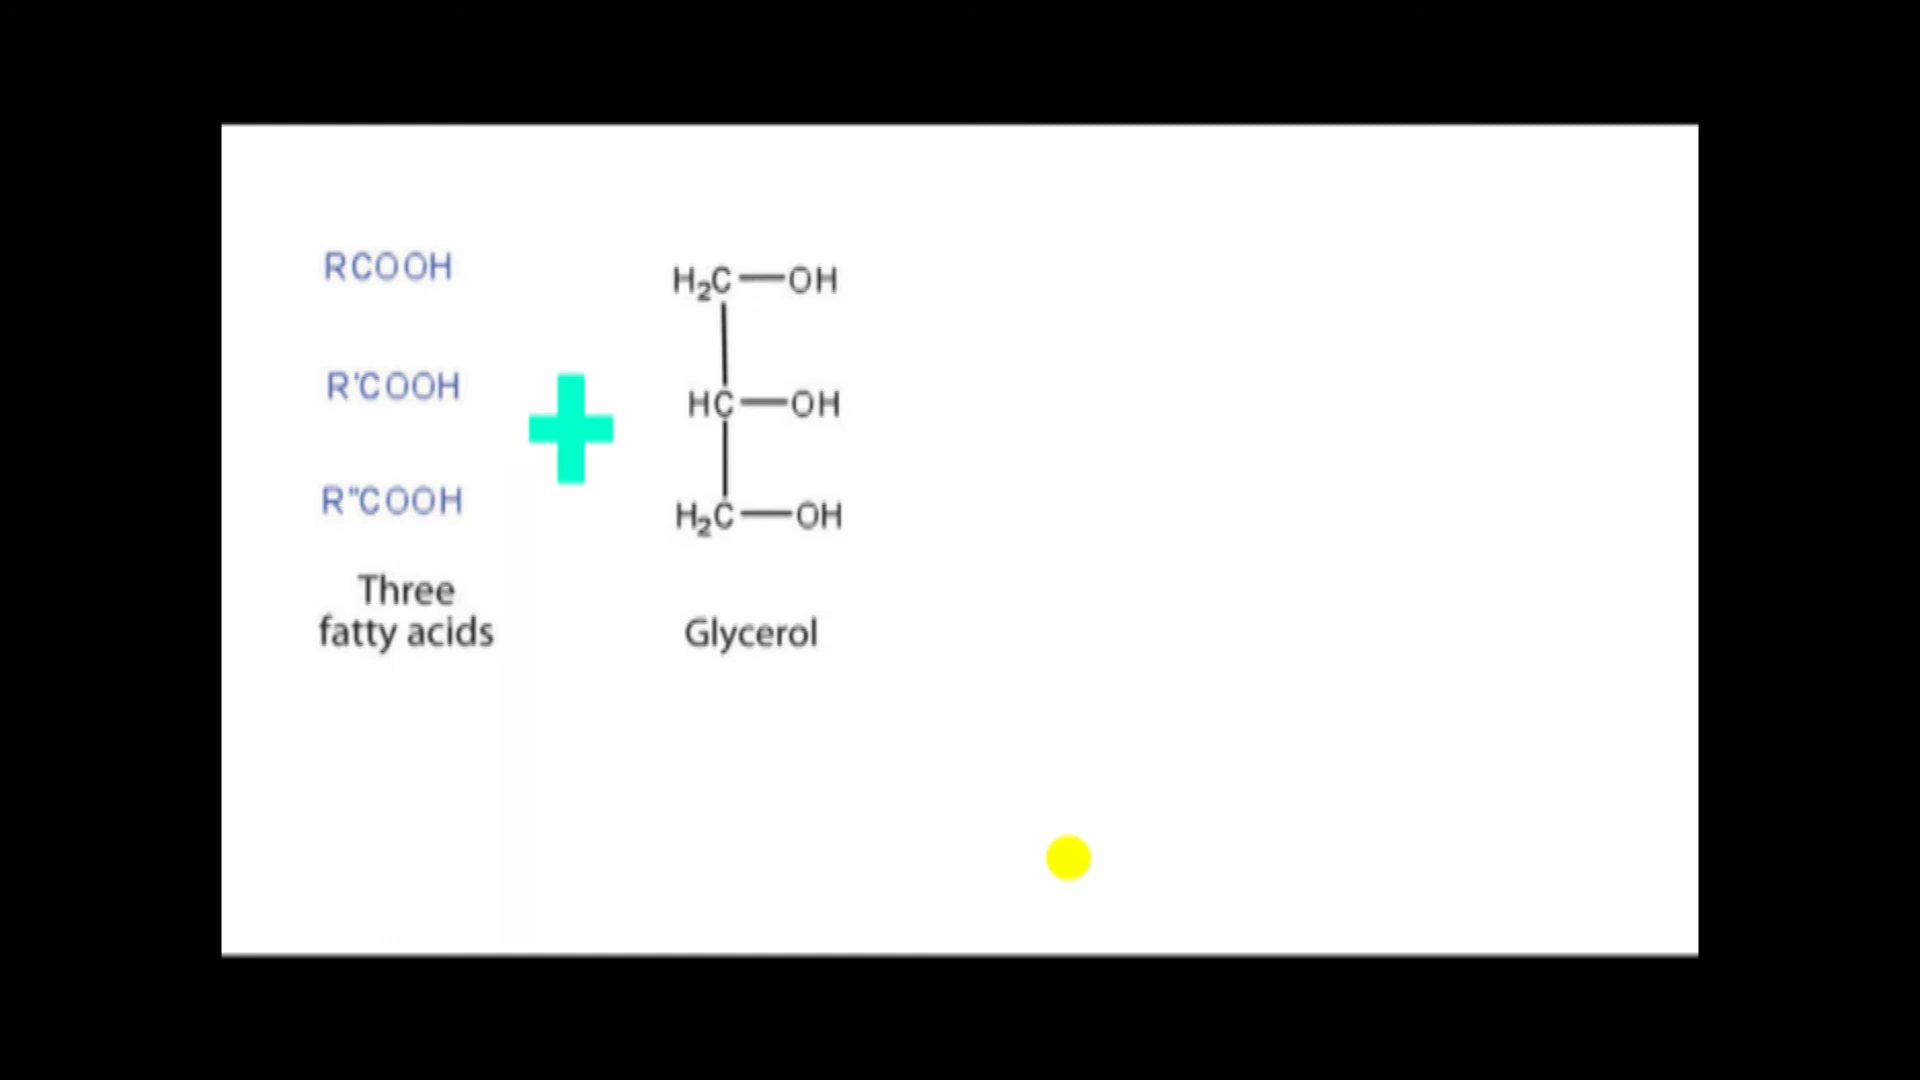 RCOOH
R'COOH
R"COOH
Three
fatty acids
H₂C—OH
HC—OH
H₂C—OH
Glycerol